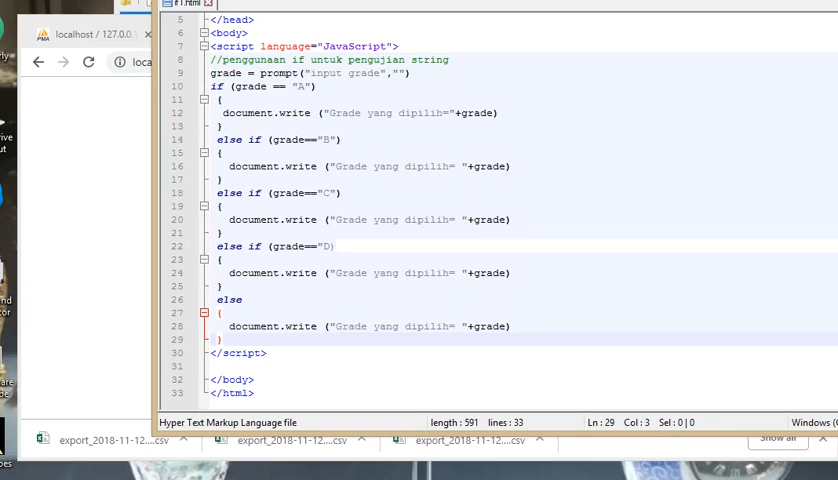 if1.html
PMA localhost / 127.0.0.1
loca
5 </head>
6 <body>
7 <script language="JavaScript">
8 //penggunaan if untuk pengujian string
9 grade = prompt("input grade","")
10 if (grade == "A")
11 {
12 document.write ("Grade yang dipilih="+grade)
13 }
14 else if (grade=="B")
15 {
16 document.write ("Grade yang dipilih= "+grade)
17 }
18 else if (grade=="C")
19 {
20 document.write ("Grade yang dipilih= "+grade)
21 }
22 else if (grade=="D)
23 {
24 document.write ("Grade yang dipilih= "+grade)
25 }
26 else
27 {
28 document.write ("Grade yang dipilih= "+grade)
29 }
30 </script>
31
32 </body>
33 </html>
Hyper Text Markup Language file length : 591 lines : 33 Ln : 29 Col : 3 Sel : 0 | 0 Windows (
export_2018-11-12....csv export_2018-11-12....csv export_2018-11-12....csv Show all